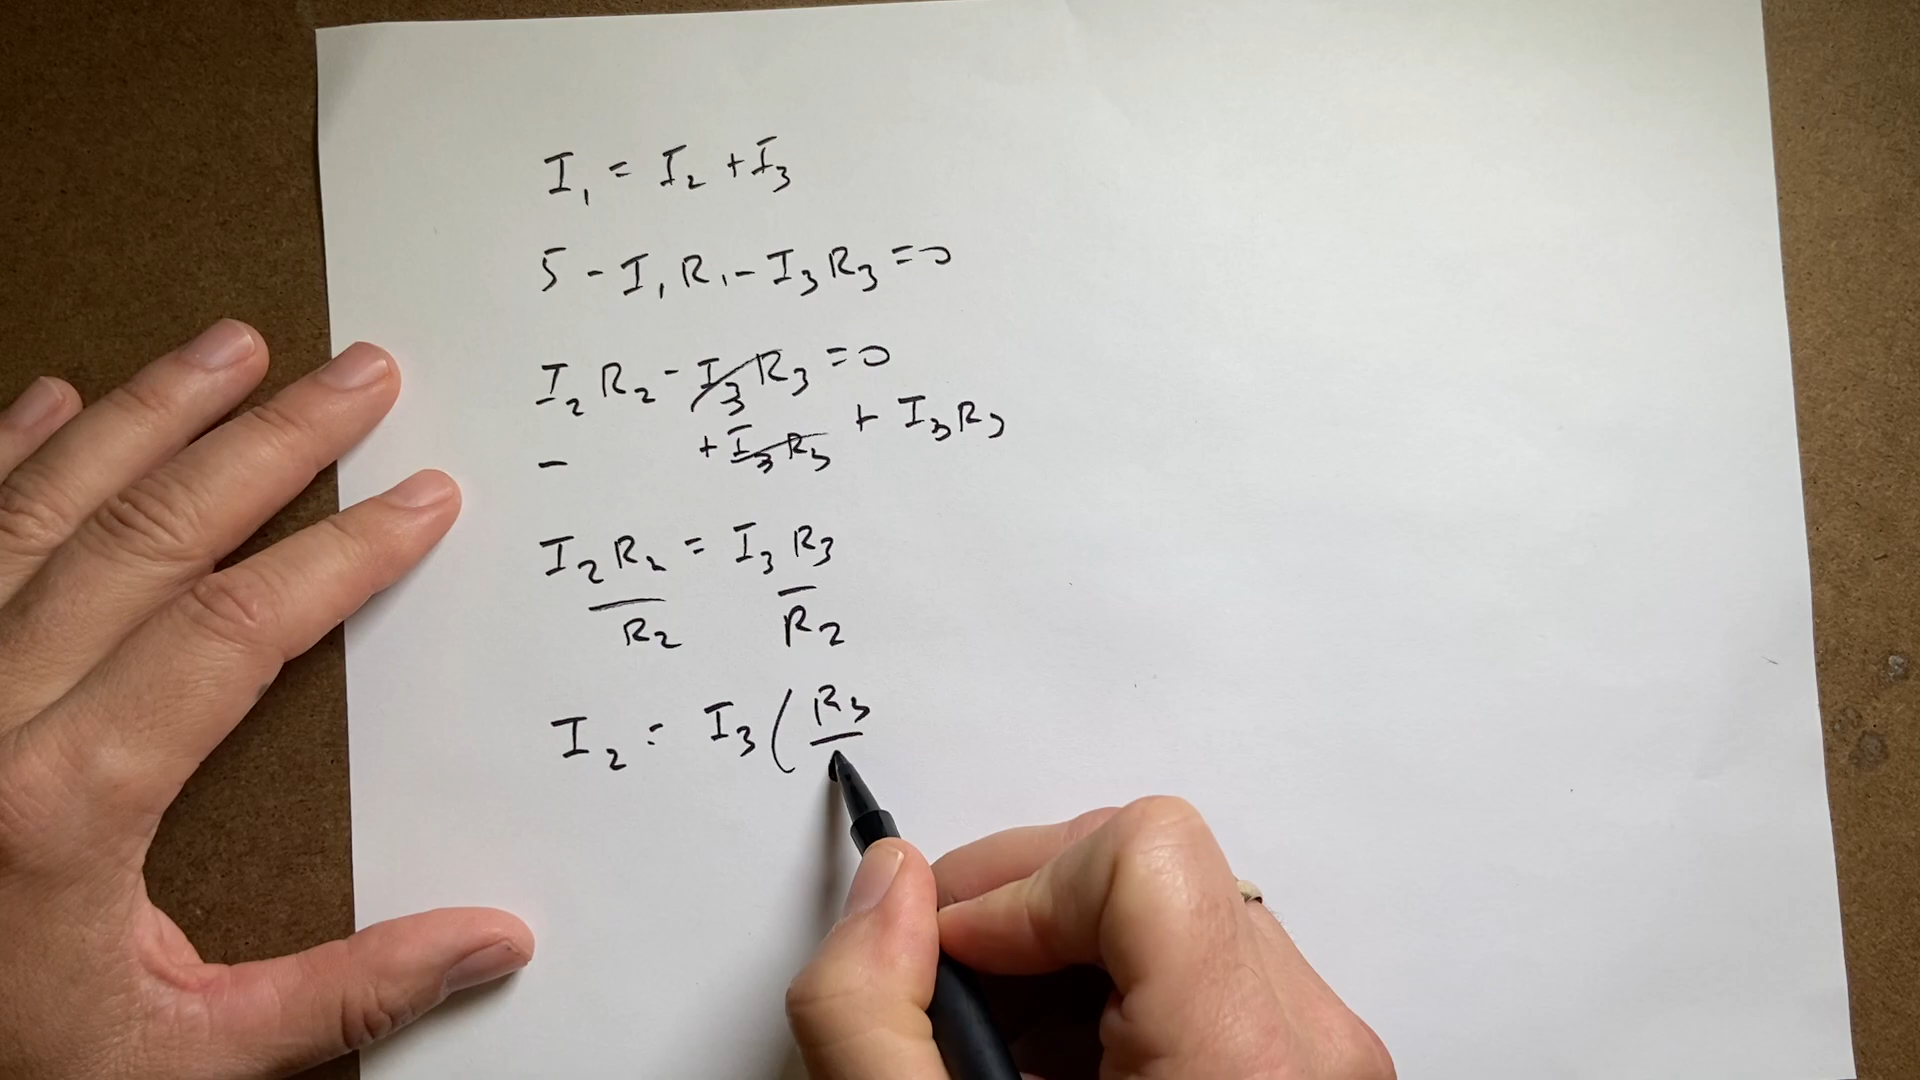 I₁ = I₂ + I₃
5 - I₁R₁ - I₃R₃ = 0
I₂R₂ - I₃R₃ = 0
- + I₃R₃ + I₃R₃
I₂R₂ = I₃R₃
R₂ R₂
I₂ = I₃(R₃